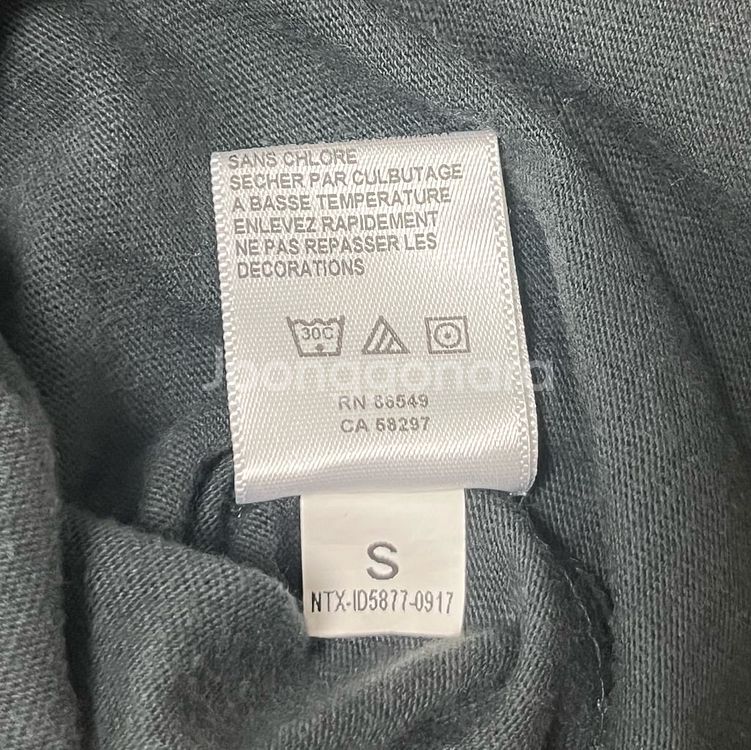 SANS CHLORE
SECHER PAR CULBUTAGE
A BASSE TEMPERATURE
ENLEVEZ RAPIDEMENT
NE PAS REPASSER LES
DECORATIONS
30C
Joonggonara
RN 86549
CA 58297
S
NTX-ID5877-0917